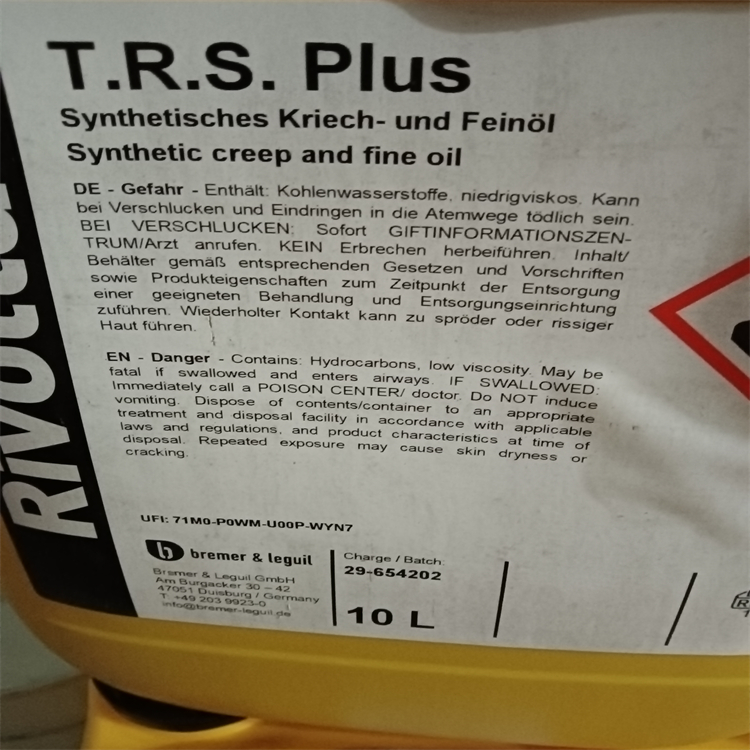 T.R.S. Plus
Synthetisches Kriech- und Feinöl
Synthetic creep and fine oil
DE - Gefahr - Enthält: Kohlenwasserstoffe, niedrigviskos. Kann
bei Verschlucken und Eindringen in die Atemwege tödlich sein.
BEI VERSCHLUCKEN: Sofort GIFTINFORMATIONSZEN-
TRUM/Arzt anrufen. KEIN Erbrechen herbeiführen. Inhalt/
Behälter gemäß entsprechenden Gesetzen und Vorschriften
sowie Produkteigenschaften zum Zeitpunkt der Entsorgung
einer geeigneten Behandlung und Entsorgungseinrichtung
zuführen. Wiederholter Kontakt kann zu spröder oder rissiger
Haut führen.
EN - Danger - Contains: Hydrocarbons, low viscosity. May be
fatal if swallowed and enters airways. IF SWALLOWED:
Immediately call a POISON CENTER/ doctor. Do NOT induce
vomiting. Dispose of contents/container to an appropriate
treatment and disposal facility in accordance with applicable
laws and regulations, and product characteristics at time of
disposal. Repeated exposure may cause skin dryness or
cracking.
UFI: 71M0-P0WM-U00P-WYN7
b bremer & leguil
Bremer & Leguil GmbH
Am Burgacker 30 – 42
47051 Duisburg / Germany
T +49 203 9923-0
info@bremer-leguil.de
Charge / Batch:
29-654202
10 L